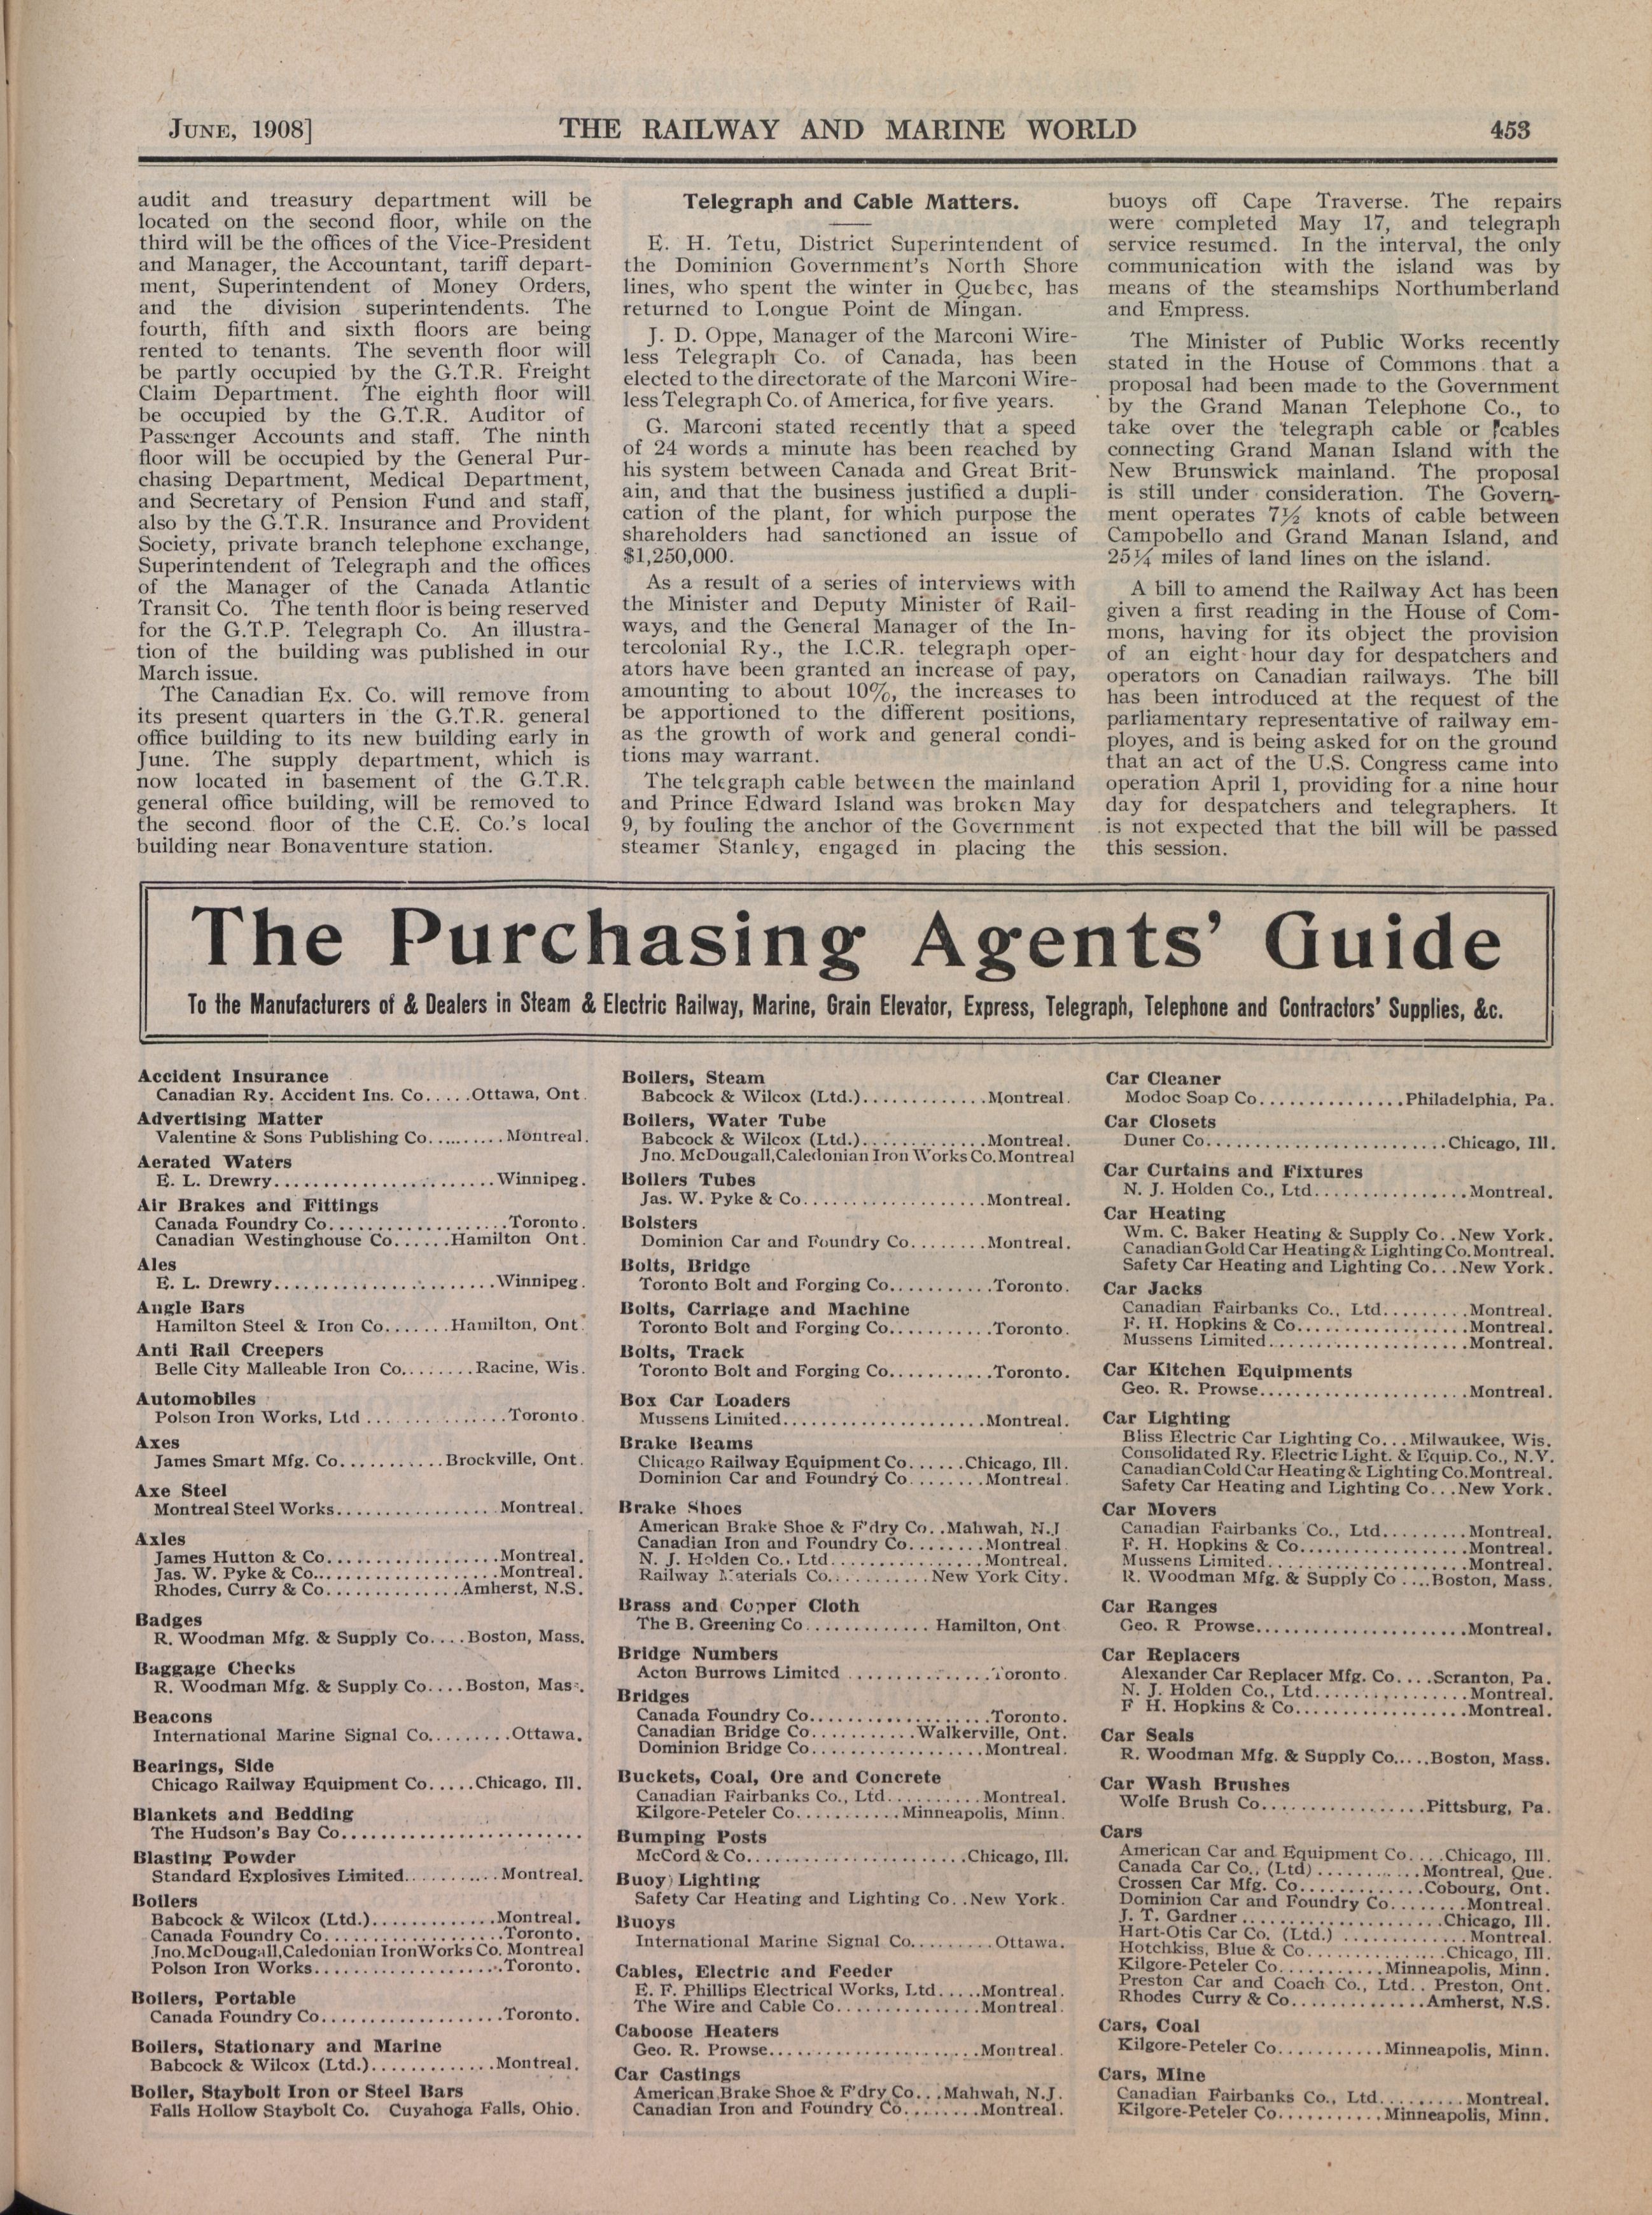 JUNE, 1908]
THE RAILWAY AND MARINE WORLD
453
audit and treasury department will be
located on the second floor, while on the
third will be the offices of the Vice-President
and Manager, the Accountant, tariff depart-
ment, Superintendent of Money Orders,
and the division superintendents. The
fourth, fifth and sixth floors are being
rented to tenants. The seventh floor will
be partly occupied by the G.T.R. Freight
Claim Department. The eighth floor will
be occupied by the G.T.R. Auditor of
Passenger Accounts and staff. The ninth
floor will be occupied by the General Pur-
chasing Department, Medical Department,
and Secretary of Pension Fund and staff,
also by the G.T.R. Insurance and Provident
Society, private branch telephone exchange,
Superintendent of Telegraph and the offices
of the Manager of the Canada Atlantic
Transit Co. The tenth floor is being reserved
for the G.T.P. Telegraph Co. An illustra-
tion of the building was published in our
March issue.
The Canadian Ex. Co. will remove from
its present quarters in the G.T.R. general
office building to its new building early in
June. The supply department, which is
now located in basement of the G.T.R.
general office building, will be removed to
the second floor of the C.E. Co.'s local
building near Bonaventure station.
Telegraph and Cable Matters.
E. H. Tetu, District Superintendent of
the Dominion Government's North Shore
lines, who spent the winter in Quebec, has
returned to Longue Point de Mingan.
J. D. Oppe, Manager of the Marconi Wire-
less Telegraph Co. of Canada, has been
elected to the directorate of the Marconi Wire-
less Telegraph Co. of America, for five years.
G. Marconi stated recently that a speed
of 24 words a minute has been reached by
his system between Canada and Great Brit-
ain, and that the business justified a dupli-
cation of the plant, for which purpose the
shareholders had sanctioned an issue of
$1,250,000.
As a result of a series of interviews with
the Minister and Deputy Minister of Rail-
ways, and the General Manager of the In-
tercolonial Ry., the I.C.R. telegraph oper-
ators have been granted an increase of pay,
amounting to about 10%, the increases to
be apportioned to the different positions,
as the growth of work and general condi-
tions may warrant.
The telegraph cable between the mainland
and Prince Edward Island was broken May
9, by fouling the anchor of the Government
steamer Stanley, engaged in placing the
buoys off Cape Traverse. The repairs
were completed May 17, and telegraph
service resumed. In the interval, the only
communication with the island was by
means of the steamships Northumberland
and Empress.
The Minister of Public Works recently
stated in the House of Commons that a
proposal had been made to the Government
by the Grand Manan Telephone Co., to
take over the telegraph cable or cables
connecting Grand Manan Island with the
New Brunswick mainland. The proposal
is still under consideration. The Govern-
ment operates 7½ knots of cable between
Campobello and Grand Manan Island, and
25¼ miles of land lines on the island.
A bill to amend the Railway Act has been
given a first reading in the House of Com-
mons, having for its object the provision
of an eight-hour day for despatchers and
operators on Canadian railways. The bill
has been introduced at the request of the
parliamentary representative of railway em-
ployes, and is being asked for on the ground
that an act of the U.S. Congress came into
operation April 1, providing for a nine hour
day for despatchers and telegraphers. It
is not expected that the bill will be passed
this session.
The Purchasing Agents' Guide
To the Manufacturers of & Dealers in Steam & Electric Railway, Marine, Grain Elevator, Express, Telegraph, Telephone and Contractors' Supplies, &c.
Accident Insurance
Canadian Ry. Accident Ins. Co.....Ottawa, Ont.
Advertising Matter
Valentine & Sons Publishing Co..........Montreal.
Aerated Waters
E. L. Drewry........................Winnipeg.
Air Brakes and Fittings
Canada Foundry Co...................Toronto.
Canadian Westinghouse Co......Hamilton Ont.
Ales
E. L. Drewry........................Winnipeg.
Angle Bars
Hamilton Steel & Iron Co.......Hamilton, Ont.
Anti Rail Creepers
Belle City Malleable Iron Co........Racine, Wis.
Automobiles
Polson Iron Works, Ltd ...............Toronto.
Axes
James Smart Mfg. Co...........Brockville, Ont.
Axe Steel
Montreal Steel Works..................Montreal.
Axles
James Hutton & Co...................Montreal.
Jas. W. Pyke & Co....................Montreal.
Rhodes, Curry & Co..............Amherst, N.S.
Badges
R. Woodman Mfg. & Supply Co....Boston, Mass.
Baggage Checks
R. Woodman Mfg. & Supply Co....Boston, Mass.
Beacons
International Marine Signal Co.........Ottawa.
Bearings, Side
Chicago Railway Equipment Co.....Chicago, Ill.
Blankets and Bedding
The Hudson's Bay Co..........................
Blasting Powder
Standard Explosives Limited...........Montreal.
Boilers
Babcock & Wilcox (Ltd.).............Montreal.
Canada Foundry Co...................Toronto.
Jno.McDougall,Caledonian IronWorks Co. Montreal
Polson Iron Works....................Toronto.
Boilers, Portable
Canada Foundry Co...................Toronto.
Boilers, Stationary and Marine
Babcock & Wilcox (Ltd.).............Montreal.
Boiler, Staybolt Iron or Steel Bars
Falls Hollow Staybolt Co. Cuyahoga Falls, Ohio.
Boilers, Steam
Babcock & Wilcox (Ltd.).............Montreal.
Boilers, Water Tube
Babcock & Wilcox (Ltd.).............Montreal.
Jno. McDougall,Caledonian Iron Works Co.Montreal
Boilers Tubes
Jas. W. Pyke & Co...................Montreal.
Bolsters
Dominion Car and Foundry Co........Montreal.
Bolts, Bridge
Toronto Bolt and Forging Co...........Toronto.
Bolts, Carriage and Machine
Toronto Bolt and Forging Co...........Toronto.
Bolts, Track
Toronto Bolt and Forging Co...........Toronto.
Box Car Loaders
Mussens Limited.....................Montreal.
Brake Beams
Chicago Railway Equipment Co......Chicago, Ill.
Dominion Car and Foundry Co........Montreal.
Brake Shoes
American Brake Shoe & F'dry Co..Mahwah, N.J
Canadian Iron and Foundry Co........Montreal
N. J. Holden Co., Ltd................Montreal.
Railway Materials Co...........New York City.
Brass and Copper Cloth
The B. Greening Co............. Hamilton, Ont
Bridge Numbers
Acton Burrows Limited ...............Toronto.
Bridges
Canada Foundry Co...................Toronto.
Canadian Bridge Co...........Walkerville, Ont.
Dominion Bridge Co..................Montreal.
Buckets, Coal, Ore and Concrete
Canadian Fairbanks Co., Ltd..........Montreal.
Kilgore-Peteler Co...........Minneapolis, Minn.
Bumping Posts
McCord & Co.......................Chicago, Ill.
Buoy Lighting
Safety Car Heating and Lighting Co..New York.
Buoys
International Marine Signal Co.........Ottawa.
Cables, Electric and Feeder
E. F. Phillips Electrical Works, Ltd.....Montreal.
The Wire and Cable Co...............Montreal.
Caboose Heaters
Geo. R. Prowse......................Montreal.
Car Castings
American Brake Shoe & F'dry Co...Mahwah, N.J.
Canadian Iron and Foundry Co........Montreal.
Car Cleaner
Modoc Soap Co...............Philadelphia, Pa.
Car Closets
Duner Co.........................Chicago, Ill.
Car Curtains and Fixtures
N. J. Holden Co., Ltd................Montreal.
Car Heating
Wm. C. Baker Heating & Supply Co..New York.
Canadian Gold Car Heating & Lighting Co.Montreal.
Safety Car Heating and Lighting Co...New York.
Car Jacks
Canadian Fairbanks Co., Ltd.........Montreal.
F. H. Hopkins & Co..................Montreal.
Mussens Limited.....................Montreal.
Car Kitchen Equipments
Geo. R. Prowse......................Montreal.
Car Lighting
Bliss Electric Car Lighting Co...Milwaukee, Wis.
Consolidated Ry. Electric Light. & Equip. Co., N.Y.
Canadian Cold Car Heating & Lighting Co.Montreal.
Safety Car Heating and Lighting Co...New York.
Car Movers
Canadian Fairbanks Co., Ltd.........Montreal.
F. H. Hopkins & Co..................Montreal.
Mussens Limited.....................Montreal.
R. Woodman Mfg. & Supply Co ....Boston, Mass.
Car Ranges
Geo. R Prowse......................Montreal.
Car Replacers
Alexander Car Replacer Mfg. Co....Scranton, Pa.
N. J. Holden Co., Ltd................Montreal.
F H. Hopkins & Co..................Montreal.
Car Seals
R. Woodman Mfg. & Supply Co.....Boston, Mass.
Car Wash Brushes
Wolfe Brush Co.................Pittsburg, Pa.
Cars
American Car and Equipment Co....Chicago, Ill.
Canada Car Co., (Ltd) ...........Montreal, Que.
Crossen Car Mfg. Co.............Cobourg, Ont.
Dominion Car and Foundry Co........Montreal.
J. T. Gardner .....................Chicago, Ill.
Hart-Otis Car Co. (Ltd.) .............Montreal.
Hotchkiss, Blue & Co...............Chicago, Ill.
Kilgore-Peteler Co...........Minneapolis, Minn.
Preston Car and Coach Co., Ltd.. Preston, Ont.
Rhodes Curry & Co..............Amherst, N.S.
Cars, Coal
Kilgore-Peteler Co...........Minneapolis, Minn.
Cars, Mine
Canadian Fairbanks Co., Ltd.........Montreal.
Kilgore-Peteler Co...........Minneapolis, Minn.